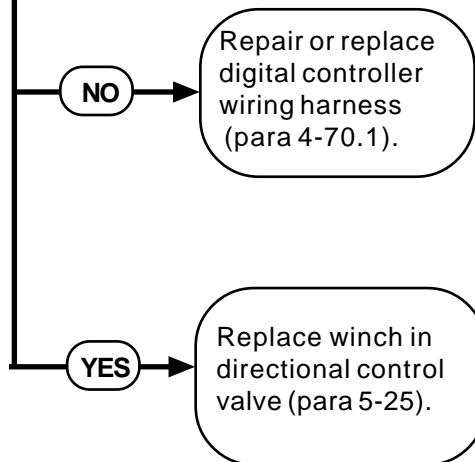 NO
Repair or replace
digital controller
wiring harness
(para 4-70.1).
YES
Replace winch in
directional control
valve (para 5-25).